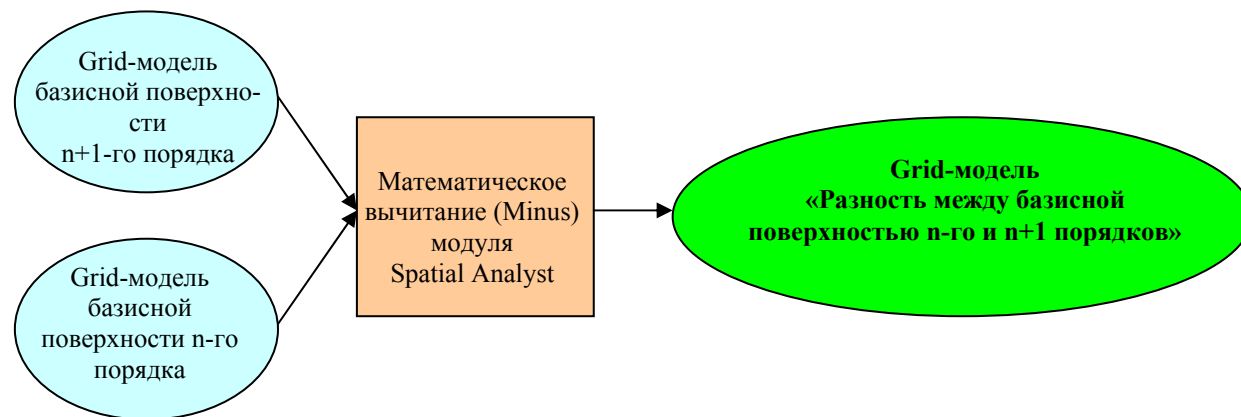 Grid-модель
базисной поверхно-
сти
n+1-го порядка
Grid-модель
базисной
поверхности n-го
порядка
Математическое
вычитание (Minus)
модуля
Spatial Analyst
Grid-модель
«Разность между базисной
поверхностью n-го и n+1 порядков»